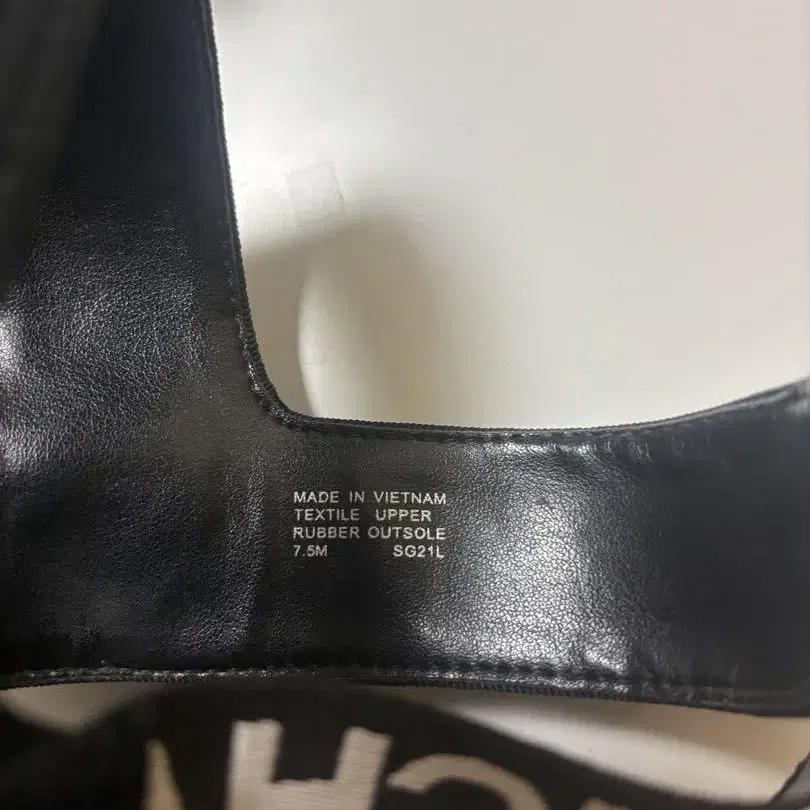 MADE IN VIETNAM
TEXTILE UPPER
RUBBER OUTSOLE
7.5M SG21L